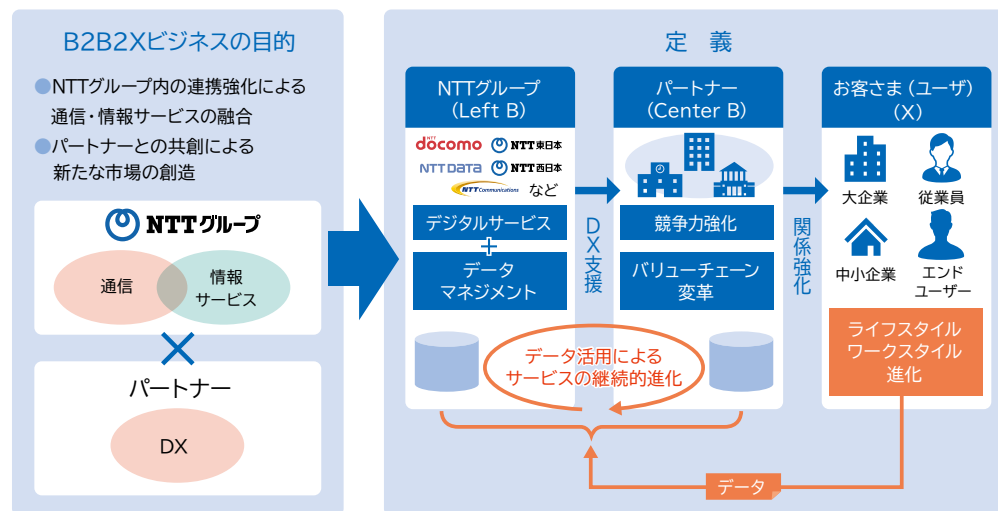 B2B2Xビジネスの目的
●NTTグループ内の連携強化による
通信・情報サービスの融合
●パートナーとの共創による
新たな市場の創造
NTTグループ
通信
情報
サービス
×
パートナー
DX
定 義
NTTグループ
(Left B)
NTT
docomo
NTT東日本
NTT DATA
NTT西日本
NTT Communications
など
デジタルサービス
+
データ
マネジメント
DX支援
パートナー
(Center B)
競争力強化
バリューチェーン
変革
関係強化
お客さま(ユーザ)
(X)
大企業
従業員
中小企業
エンド
ユーザー
ライフスタイル
ワークスタイル
進化
データ活用による
サービスの継続的進化
データ